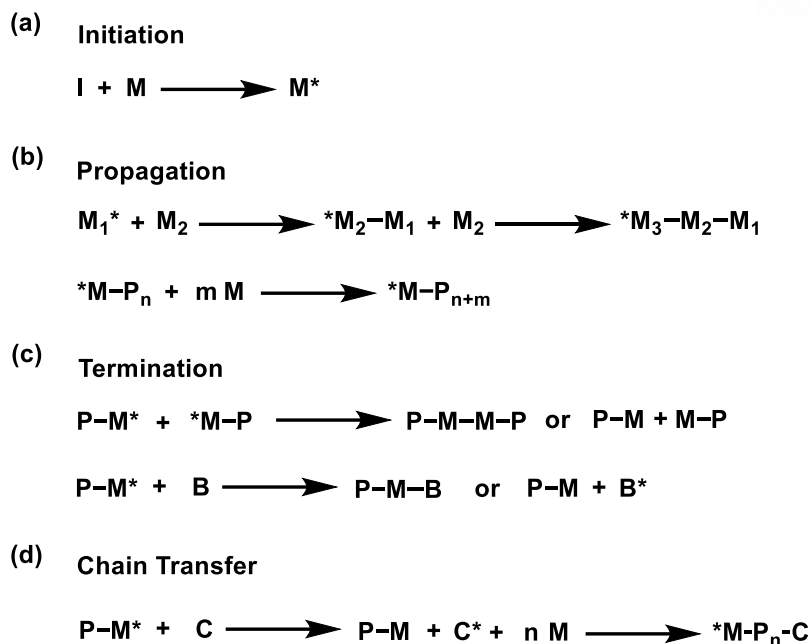 (a) Initiation
I + M ⟶ M*
(b) Propagation
M₁* + M₂ ⟶ *M₂–M₁ + M₂ ⟶ *M₃–M₂–M₁
*M–Pₙ + m M ⟶ *M–Pₙ₊ₘ
(c) Termination
P–M* + *M–P ⟶ P–M–M–P or P–M + M–P
P–M* + B ⟶ P–M–B or P–M + B*
(d) Chain Transfer
P–M* + C ⟶ P–M + C* + n M ⟶ *M-Pₙ-C